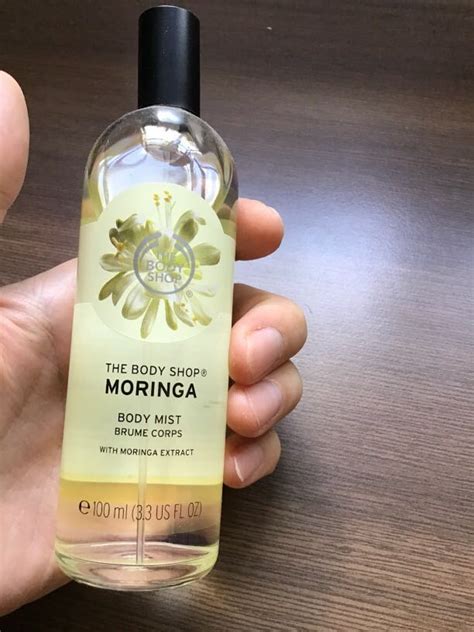 THE
BODY
SHOP
®
THE BODY SHOP®
MORINGA
BODY MIST
BRUME CORPS
WITH MORINGA EXTRACT
℮100 ml (3.3 US FL OZ)